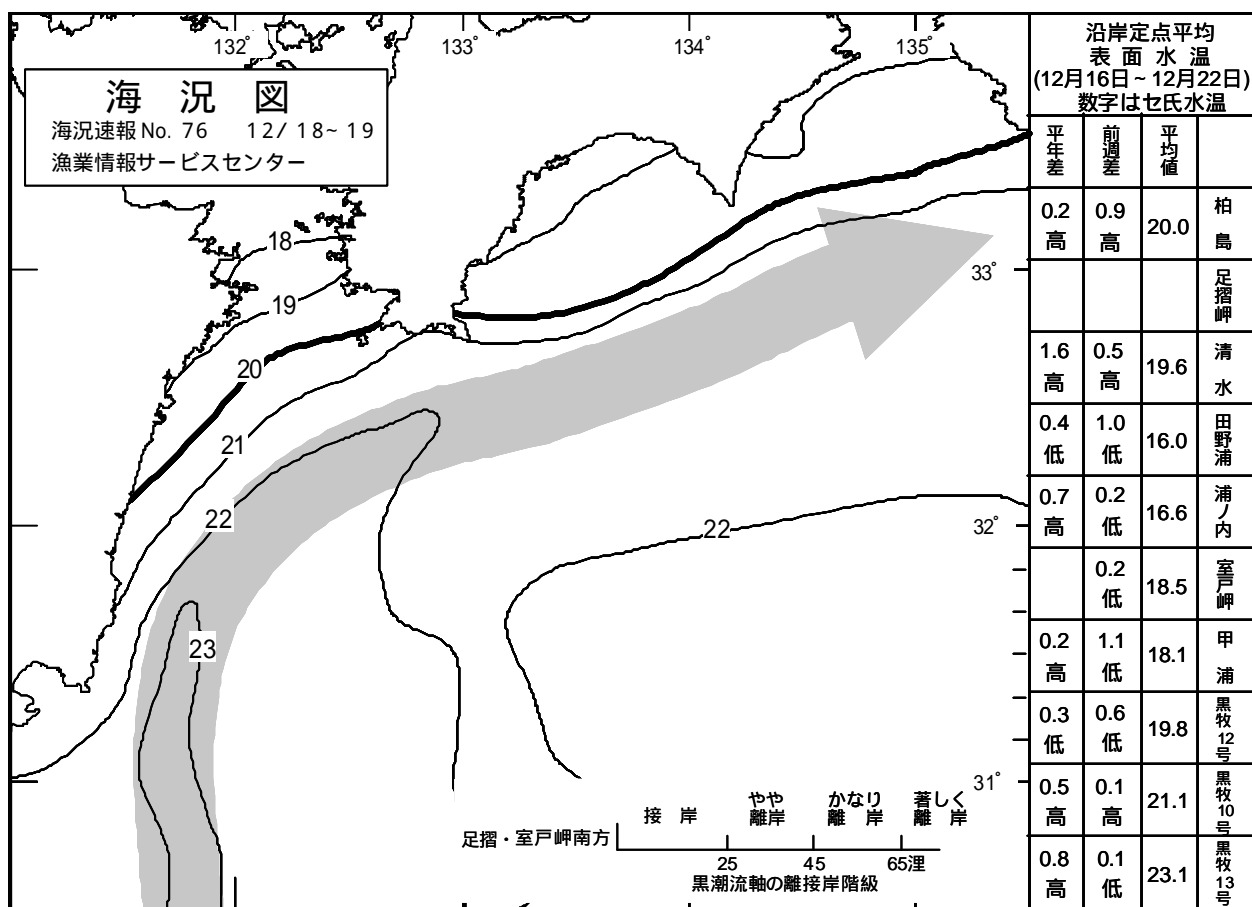 132° 133° 134° 135°
海 況 図
海況速報 No. 76 12/ 18~ 19
漁業情報サービスセンター
18
19
20
21
22
23
22
33°
32°
31°
接 岸 やや離岸 かなり離岸 著しく離岸
足摺・室戸岬南方
25 45 65浬
黒潮流軸の離接岸階級
沿岸定点平均
表 面 水 温
(12月16日~12月22日)
数字はセ氏水温
平年差 前週差 平均値
0.2高 0.9高 20.0 柏島
足摺岬
1.6高 0.5高 19.6 清水
0.4低 1.0低 16.0 田野浦
0.7高 0.2低 16.6 浦ノ内
0.2低 18.5 室戸岬
0.2高 1.1低 18.1 甲浦
0.3低 0.6低 19.8 黒牧12号
0.5高 0.1高 21.1 黒牧10号
0.8高 0.1低 23.1 黒牧13号